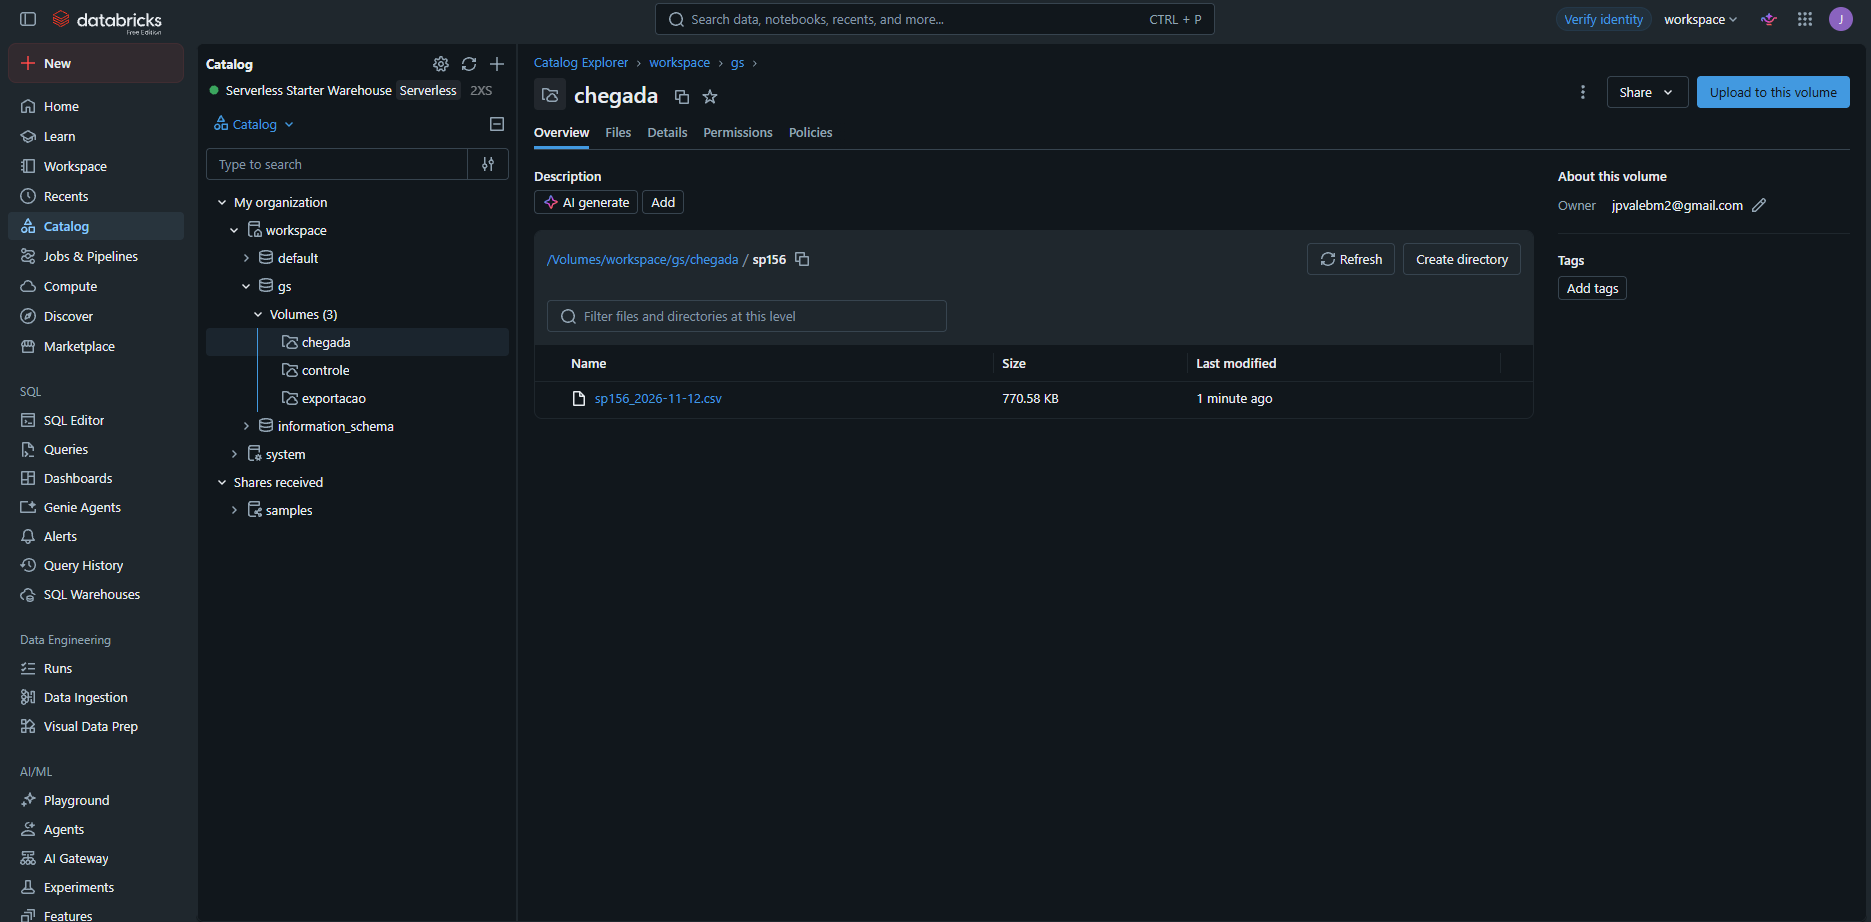 databricks
Free Edition
Search data, notebooks, recents, and more...
CTRL + P
Verify identity
workspace
J
New
Home
Learn
Workspace
Recents
Catalog
Jobs & Pipelines
Compute
Discover
Marketplace
SQL
SQL Editor
Queries
Dashboards
Genie Agents
Alerts
Query History
SQL Warehouses
Data Engineering
Runs
Data Ingestion
Visual Data Prep
AI/ML
Playground
Agents
AI Gateway
Experiments
Features
Catalog
Serverless Starter Warehouse Serverless 2XS
Catalog
Type to search
My organization
workspace
default
gs
Volumes (3)
chegada
controle
exportacao
information_schema
system
Shares received
samples
Catalog Explorer › workspace › gs ›
chegada
Share
Upload to this volume
Overview Files Details Permissions Policies
Description
AI generate Add
/Volumes/workspace/gs/chegada / sp156
Refresh
Create directory
Filter files and directories at this level
Name Size Last modified
sp156_2026-11-12.csv 770.58 KB 1 minute ago
About this volume
Owner jpvalebm2@gmail.com
Tags
Add tags